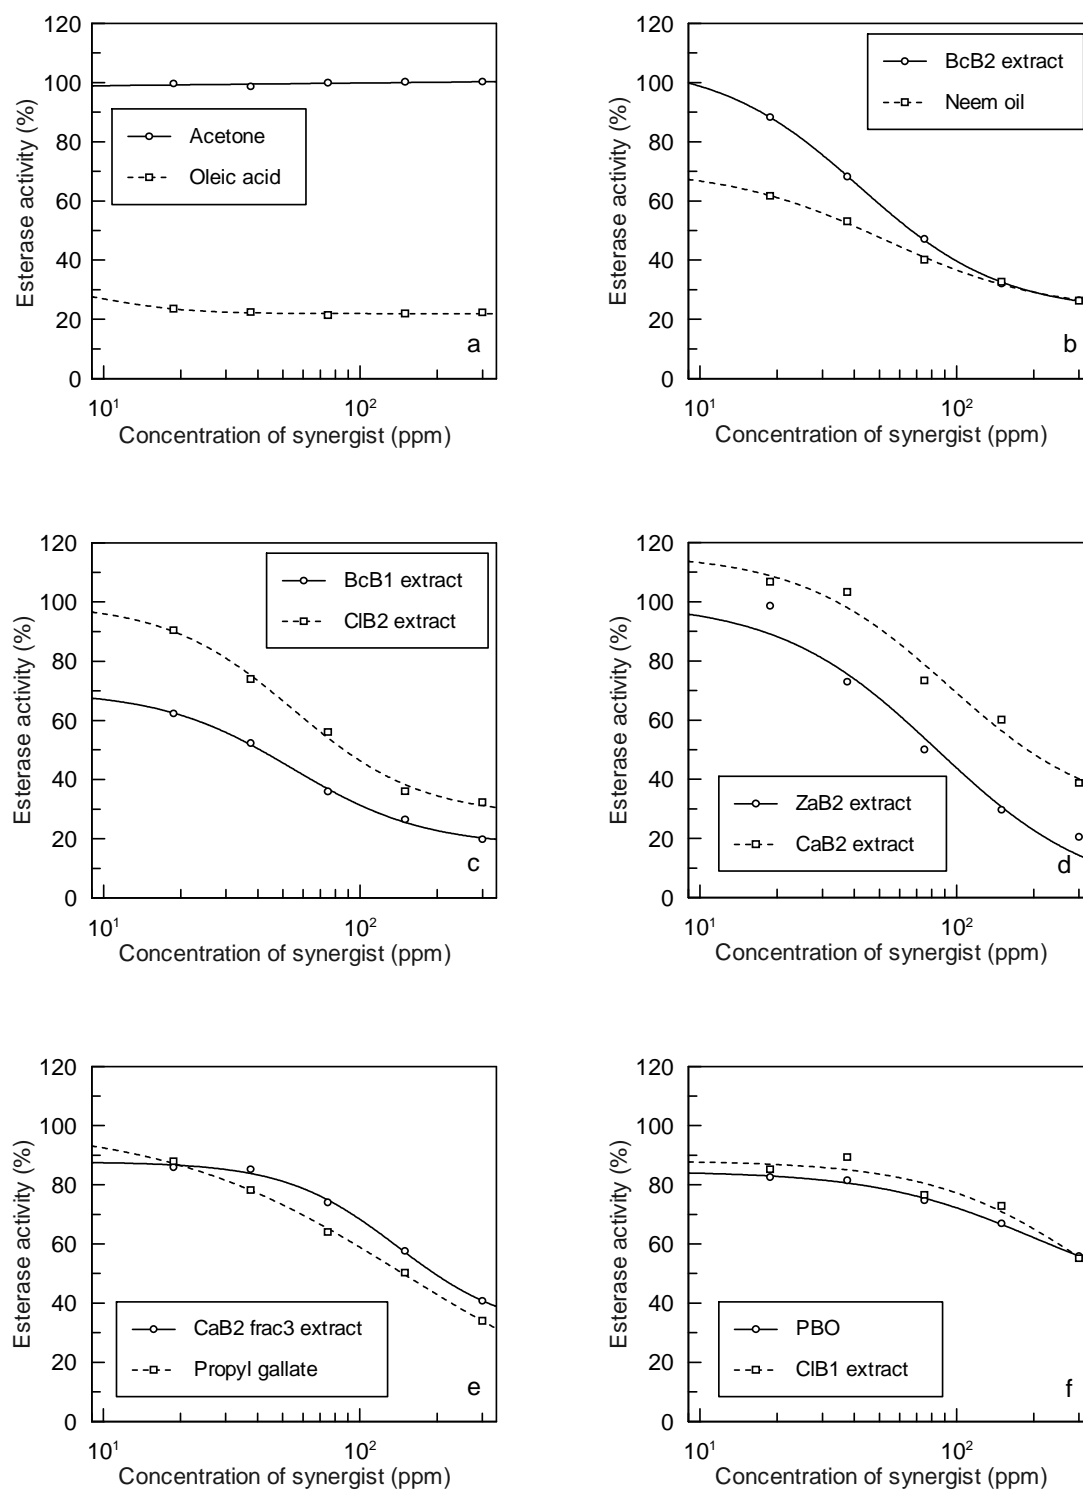 120
100
80
60
40
20
0
Esterase activity (%)
Acetone
Oleic acid
a
10¹
10²
Concentration of synergist (ppm)
120
100
80
60
40
20
0
Esterase activity (%)
BcB2 extract
Neem oil
b
10¹
10²
Concentration of synergist (ppm)
120
100
80
60
40
20
0
Esterase activity (%)
BcB1 extract
ClB2 extract
c
10¹
10²
Concentration of synergist (ppm)
120
100
80
60
40
20
0
Esterase activity (%)
ZaB2 extract
CaB2 extract
d
10¹
10²
Concentration of synergist (ppm)
120
100
80
60
40
20
0
Esterase activity (%)
CaB2 frac3 extract
Propyl gallate
e
10¹
10²
Concentration of synergist (ppm)
120
100
80
60
40
20
0
Esterase activity (%)
PBO
ClB1 extract
f
10¹
10²
Concentration of synergist (ppm)